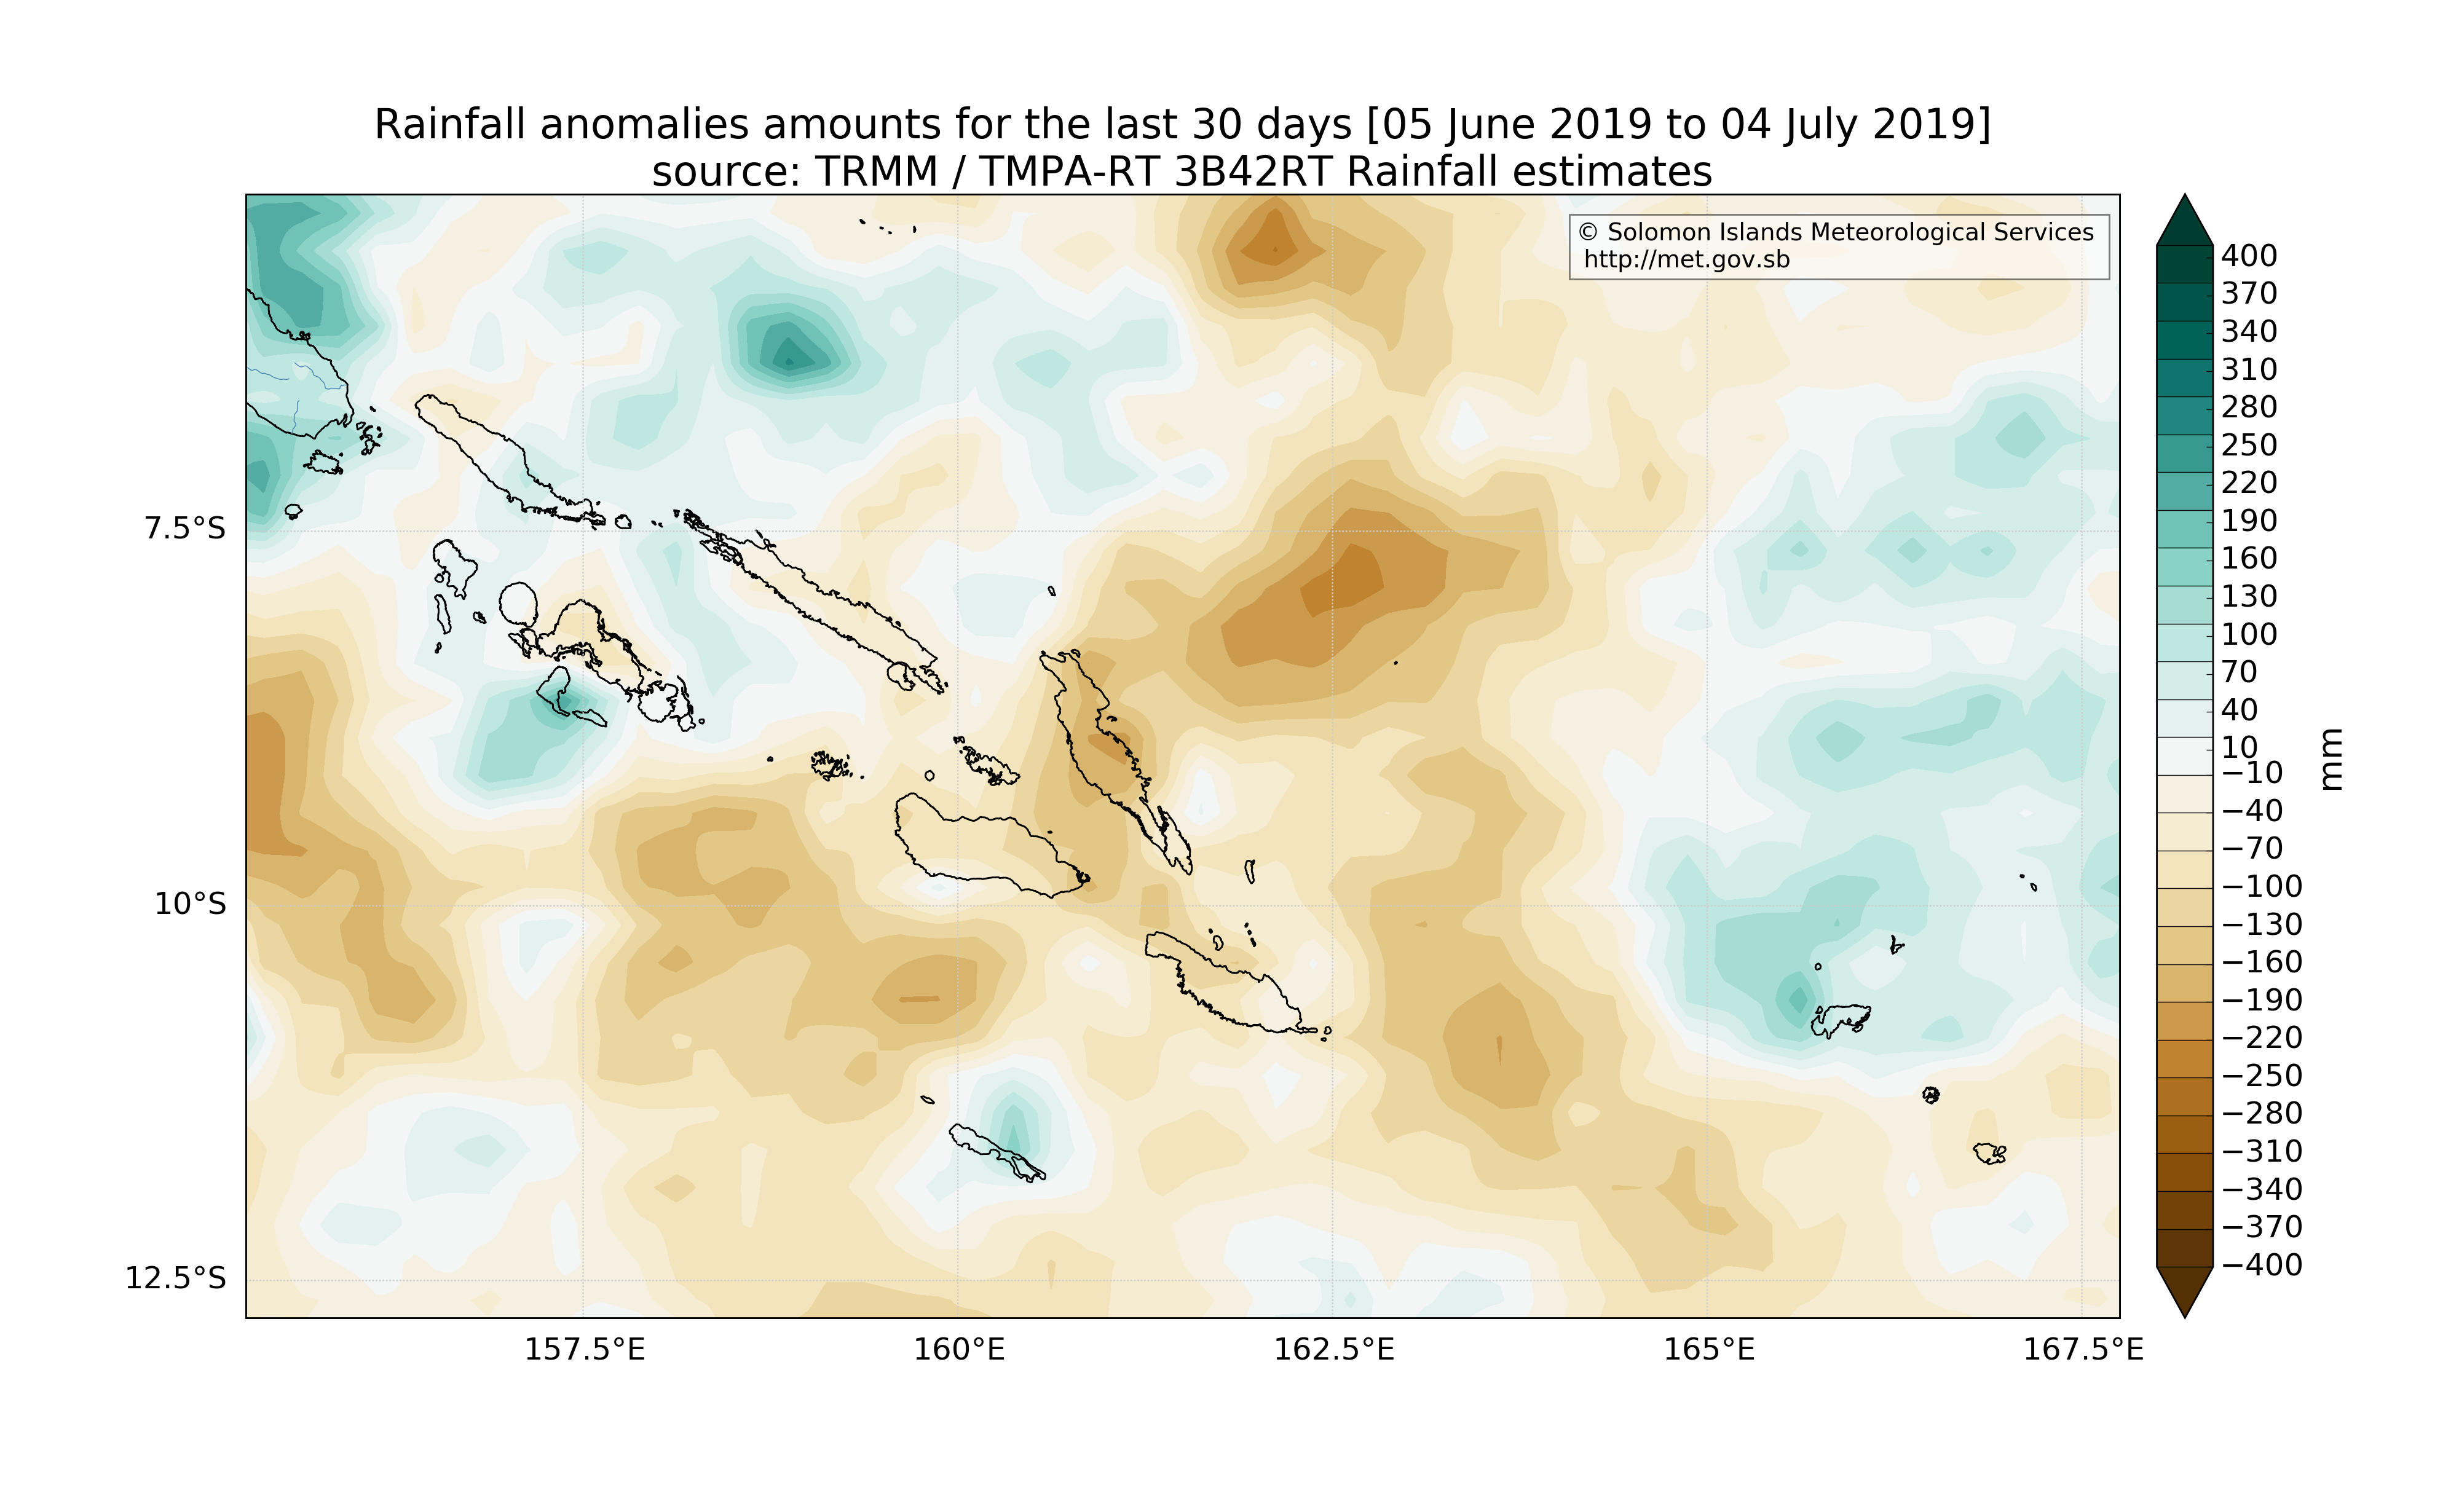 Rainfall anomalies amounts for the last 30 days [05 June 2019 to 04 July 2019]
source: TRMM / TMPA-RT 3B42RT Rainfall estimates
© Solomon Islands Meteorological Services
http://met.gov.sb
7.5°S
10°S
12.5°S
157.5°E
160°E
162.5°E
165°E
167.5°E
400
370
340
310
280
250
220
190
160
130
100
70
40
10
−10
−40
−70
−100
−130
−160
−190
−220
−250
−280
−310
−340
−370
−400
mm